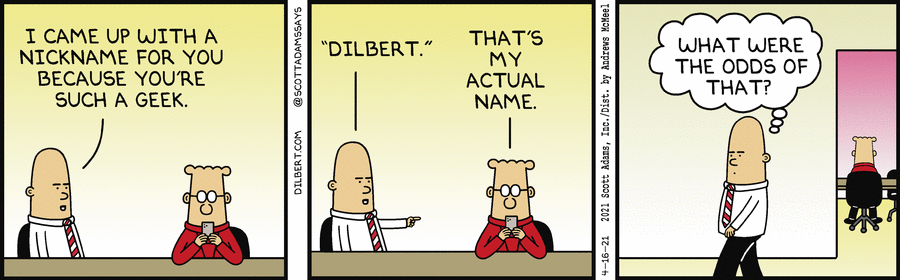 I CAME UP WITH A
NICKNAME FOR YOU
BECAUSE YOU'RE
SUCH A GEEK.
DILBERT.COM @SCOTTADAMSSAYS
"DILBERT."
THAT'S
MY
ACTUAL
NAME.
4-16-21 2021 Scott Adams, Inc./Dist. by Andrews McMeel
WHAT WERE
THE ODDS OF
THAT?